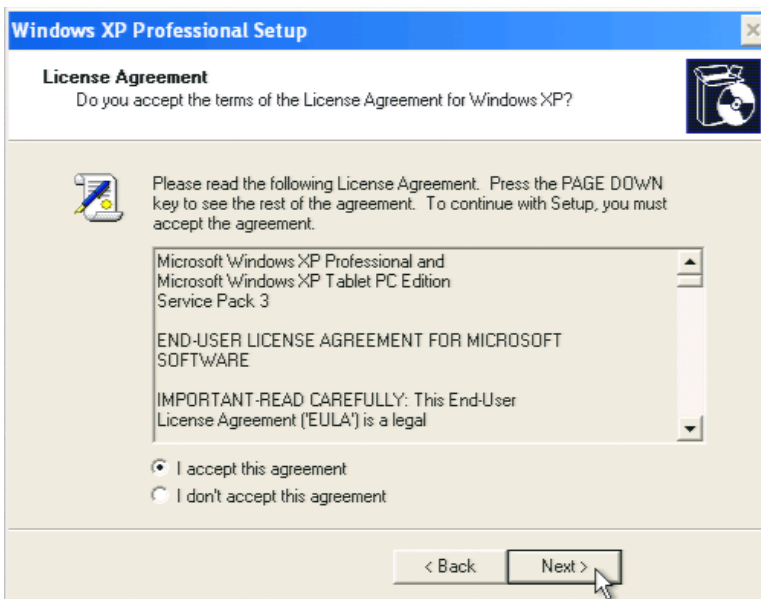 Windows XP Professional Setup
License Agreement
Do you accept the terms of the License Agreement for Windows XP?
Please read the following License Agreement. Press the PAGE DOWN
key to see the rest of the agreement. To continue with Setup, you must
accept the agreement.
Microsoft Windows XP Professional and
Microsoft Windows XP Tablet PC Edition
Service Pack 3
END-USER LICENSE AGREEMENT FOR MICROSOFT
SOFTWARE
IMPORTANT-READ CAREFULLY: This End-User
License Agreement ('EULA') is a legal
I accept this agreement
I don't accept this agreement
< Back Next >